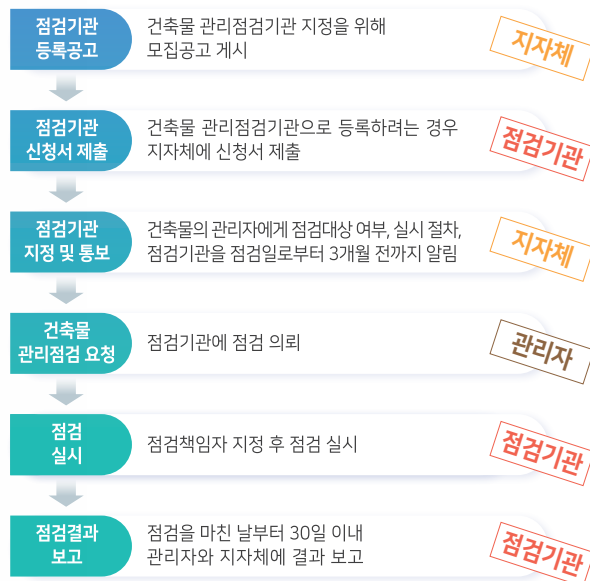 점검기관
등록공고
건축물 관리점검기관 지정을 위해
모집공고 게시
지자체
점검기관
신청서 제출
건축물 관리점검기관으로 등록하려는 경우
지자체에 신청서 제출
점검기관
점검기관
지정 및 통보
건축물의 관리자에게 점검대상 여부, 실시 절차,
점검기관을 점검일로부터 3개월 전까지 알림
지자체
건축물
관리점검 요청
점검기관에 점검 의뢰
관리자
점검
실시
점검책임자 지정 후 점검 실시
점검기관
점검결과
보고
점검을 마친 날부터 30일 이내
관리자와 지자체에 결과 보고
점검기관